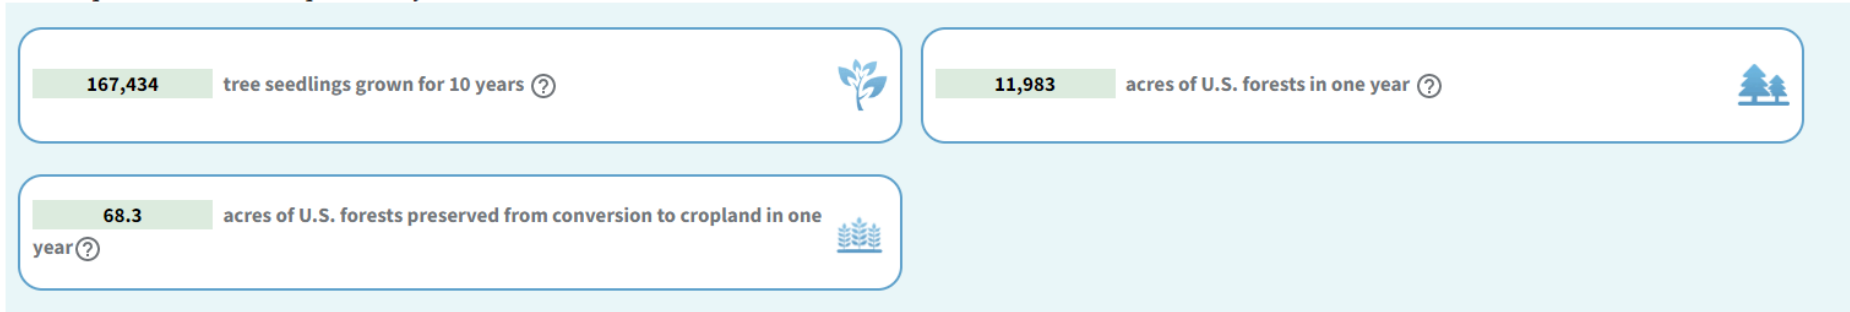 167,434 tree seedlings grown for 10 years ?
11,983 acres of U.S. forests in one year ?
68.3 acres of U.S. forests preserved from conversion to cropland in one
year ?